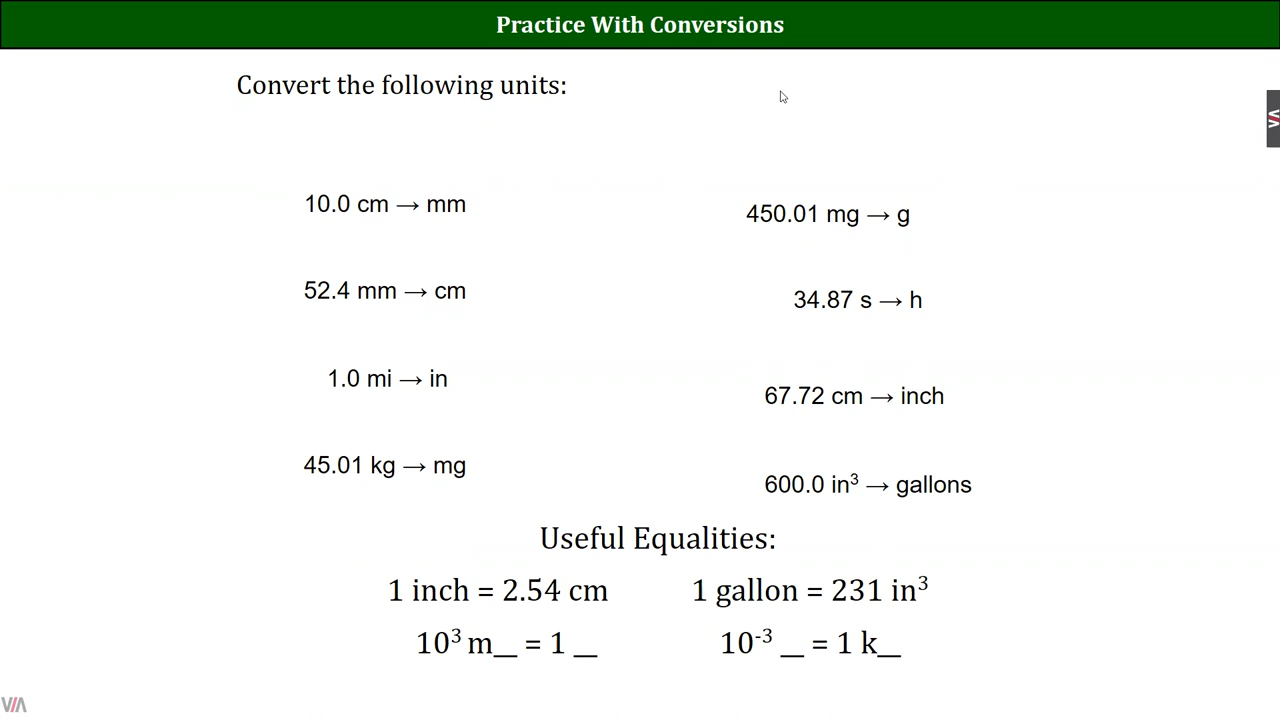 Practice With Conversions
Convert the following units:
10.0 cm → mm
52.4 mm → cm
1.0 mi → in
45.01 kg → mg
450.01 mg → g
34.87 s → h
67.72 cm → inch
600.0 in³ → gallons
Useful Equalities:
1 inch = 2.54 cm
1 gallon = 231 in³
10³ m__ = 1 __
10⁻³ __ = 1 k__
VIA
VIA